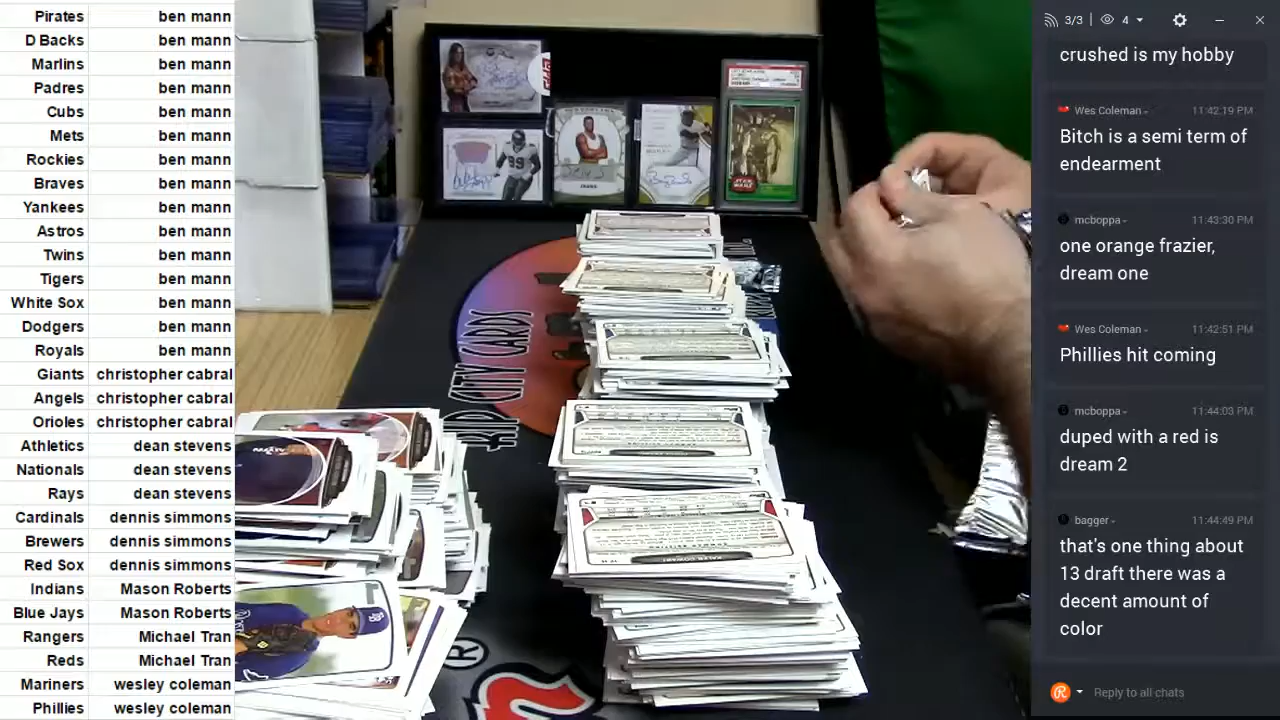 Pirates ben mann
D Backs ben mann
Marlins ben mann
Padres ben mann
Cubs ben mann
Mets ben mann
Rockies ben mann
Braves ben mann
Yankees ben mann
Astros ben mann
Twins ben mann
Tigers ben mann
White Sox ben mann
Dodgers ben mann
Royals ben mann
Giants christopher cabral
Angels christopher cabral
Orioles christopher cabral
Athletics dean stevens
Nationals dean stevens
Rays dean stevens
Cardinals dennis simmons
Brewers dennis simmons
Red Sox dennis simmons
Indians Mason Roberts
Blue Jays Mason Roberts
Rangers Michael Tran
Reds Michael Tran
Mariners wesley coleman
Phillies wesley coleman
STAR WARS
RIP CITY CARDS
®
3/3 4
crushed is my hobby
Wes Coleman 11:42:19 PM
Bitch is a semi term of
endearment
mcboppa 11:43:30 PM
one orange frazier,
dream one
Wes Coleman 11:42:51 PM
Phillies hit coming
mcboppa 11:44:03 PM
duped with a red is
dream 2
bagger 11:44:49 PM
that's one thing about
13 draft there was a
decent amount of
color
Reply to all chats